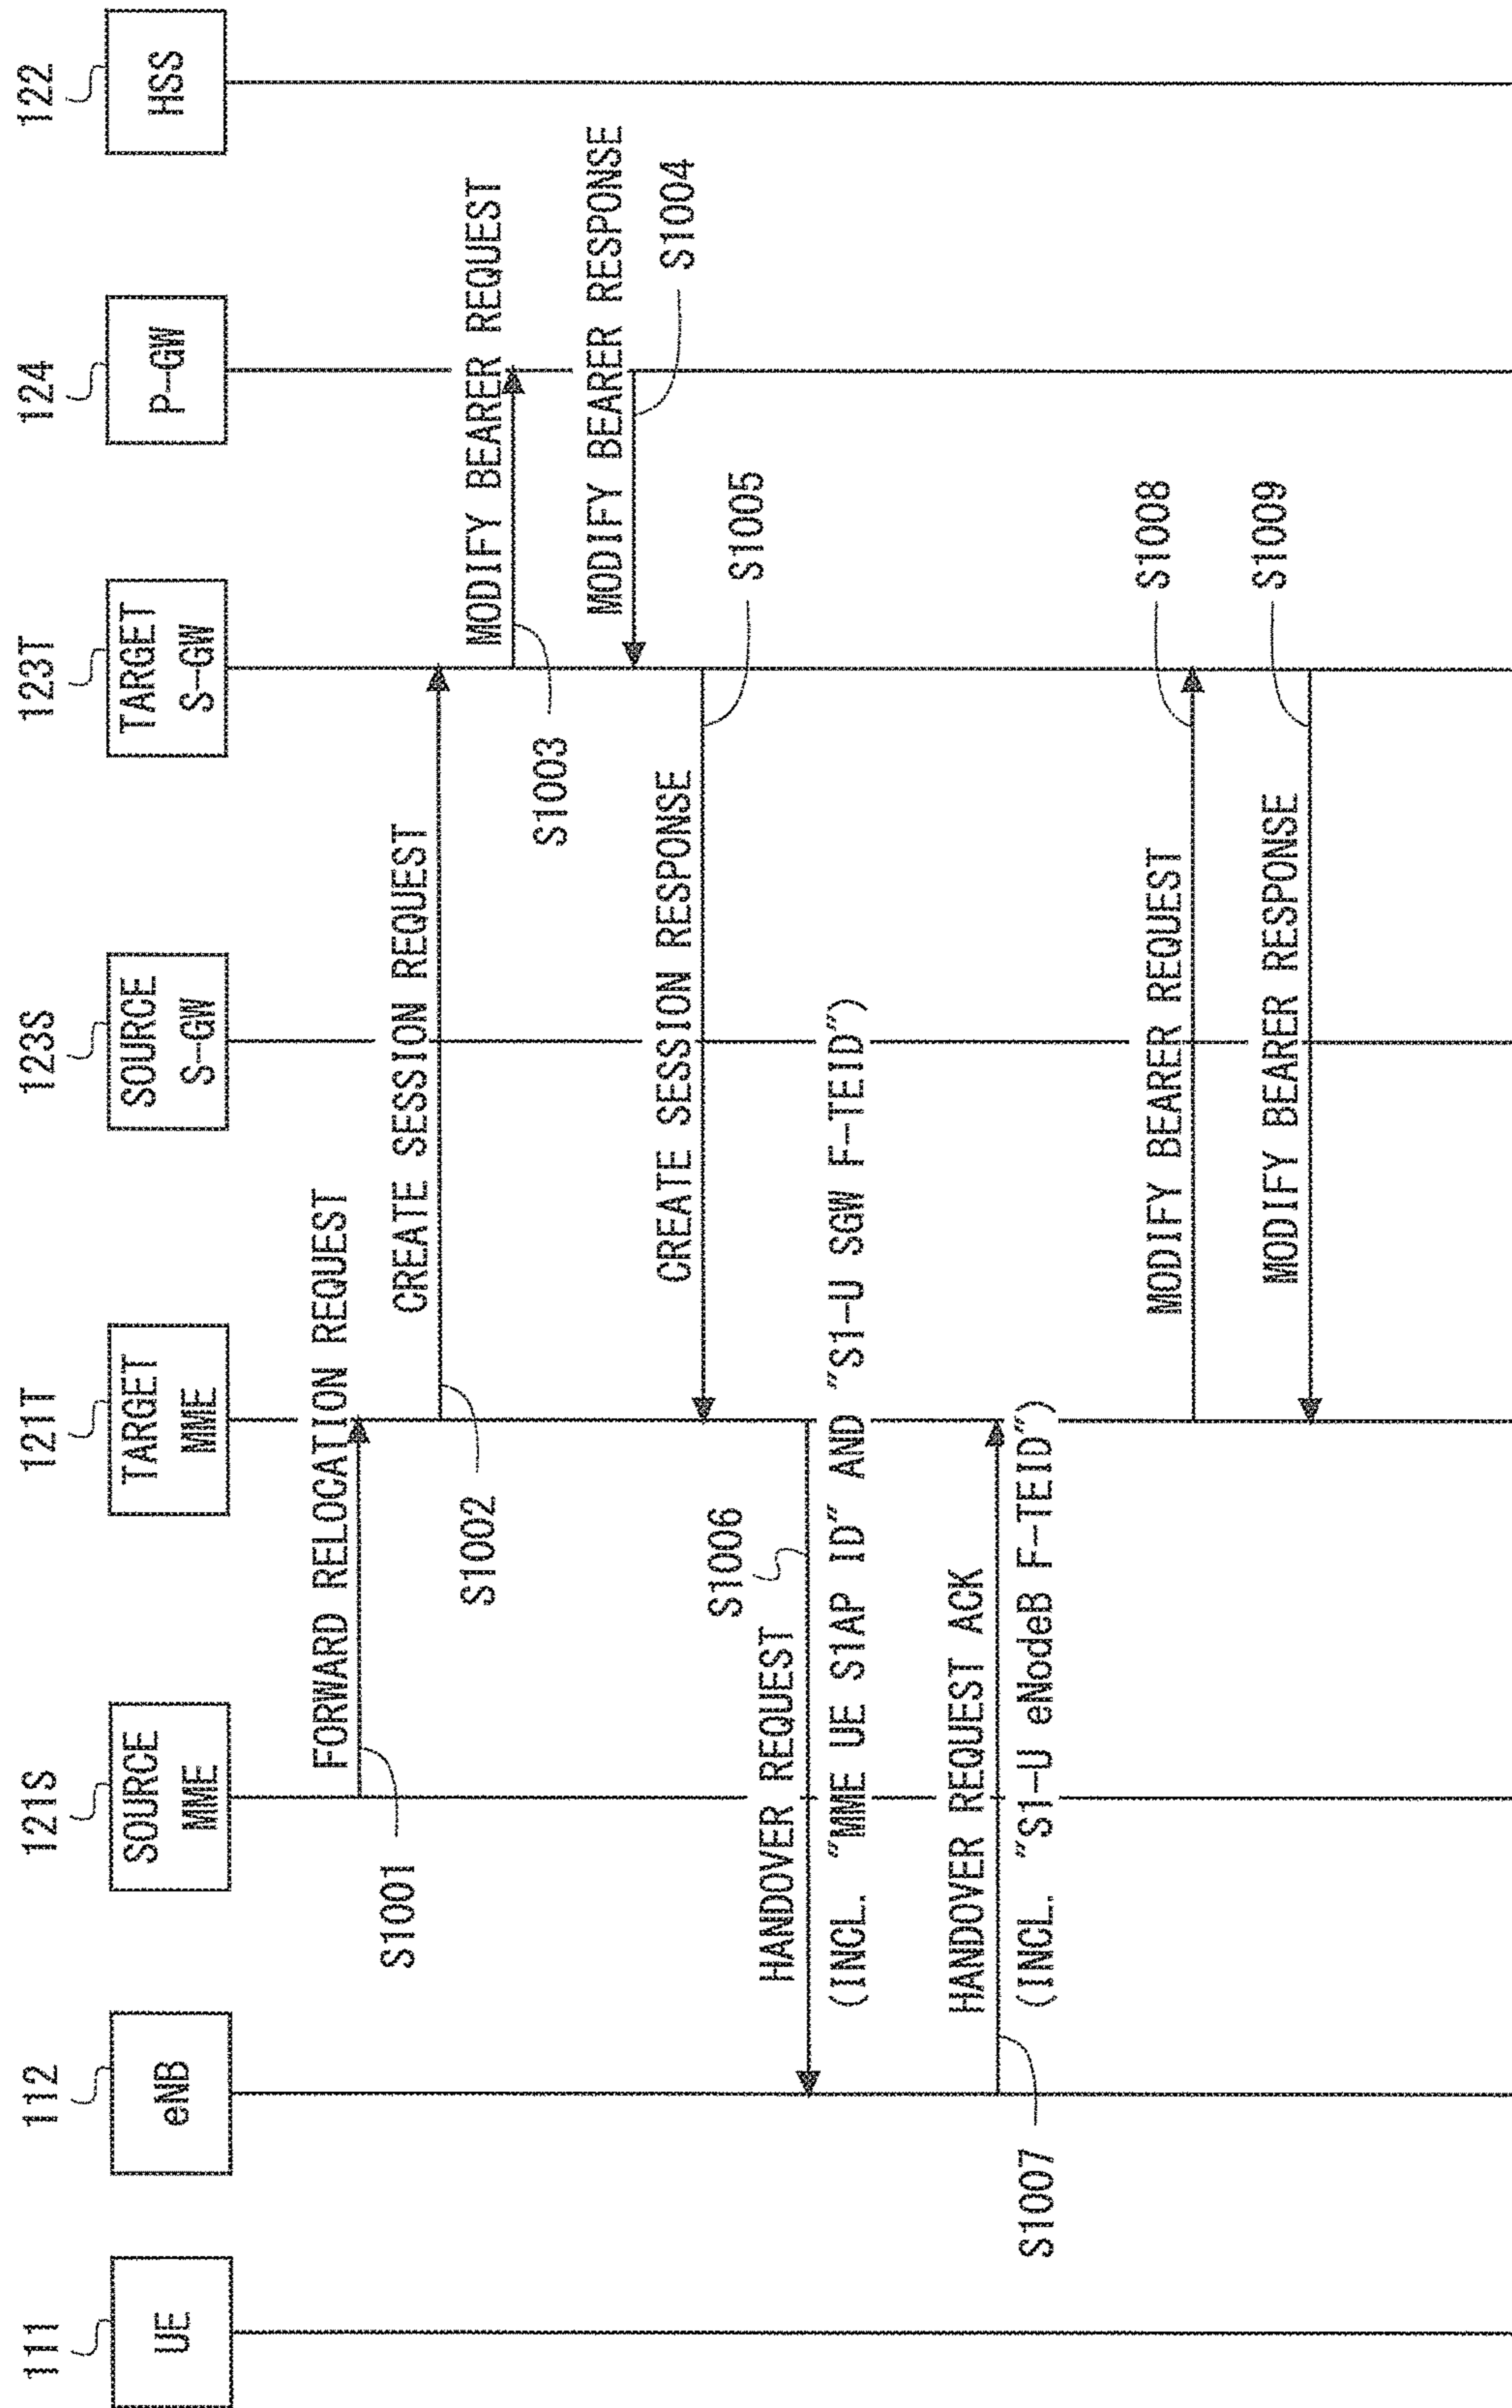 111
112
121S
121T
123S
123T
124
122
UE
eNB
SOURCE
MME
TARGET
MME
SOURCE
S-GW
TARGET
S-GW
P-GW
HSS
FORWARD RELOCATION REQUEST
S1001
CREATE SESSION REQUEST
S1002
MODIFY BEARER REQUEST
S1003
MODIFY BEARER RESPONSE
S1004
CREATE SESSION RESPONSE
S1005
HANDOVER REQUEST
S1006
(INCL. "MME UE S1AP ID" AND "S1-U SGW F-TEID")
HANDOVER REQUEST ACK
S1007
(INCL. "S1-U eNodeB F-TEID")
MODIFY BEARER REQUEST
S1008
MODIFY BEARER RESPONSE
S1009